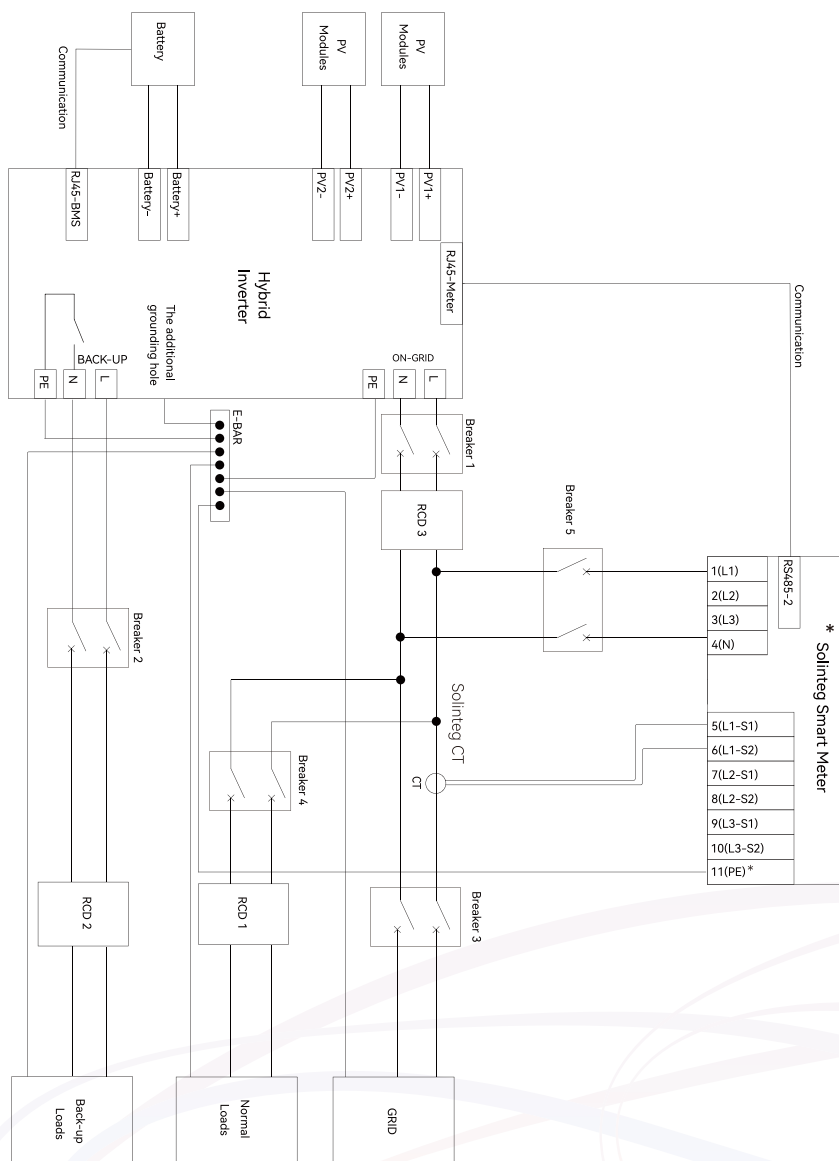 Battery
PV
Modules
PV
Modules
Communication
RJ45-BMS
Battery-
Battery+
PV2-
PV2+
PV1-
PV1+
RJ45-Meter
Communication
Hybrid
Inverter
The additional
grounding hole
BACK-UP
ON-GRID
PE
N
L
PE
N
L
E-BAR
Breaker 1
RCD 3
Breaker 5
RS485-2
1(L1)
2(L2)
3(L3)
4(N)
* Solinteg Smart Meter
5(L1-S1)
6(L1-S2)
7(L2-S1)
8(L2-S2)
9(L3-S1)
10(L3-S2)
11(PE)*
Breaker 2
Solinteg CT
CT
Breaker 4
Breaker 3
RCD 2
RCD 1
Back-up
Loads
Normal
Loads
GRID